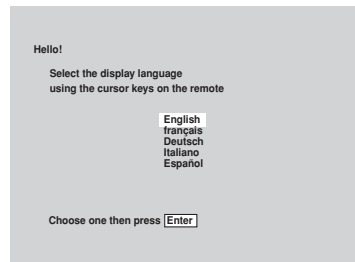 Hello!
Select the display language
using the cursor keys on the remote
English
français
Deutsch
Italiano
Español
Choose one then press Enter